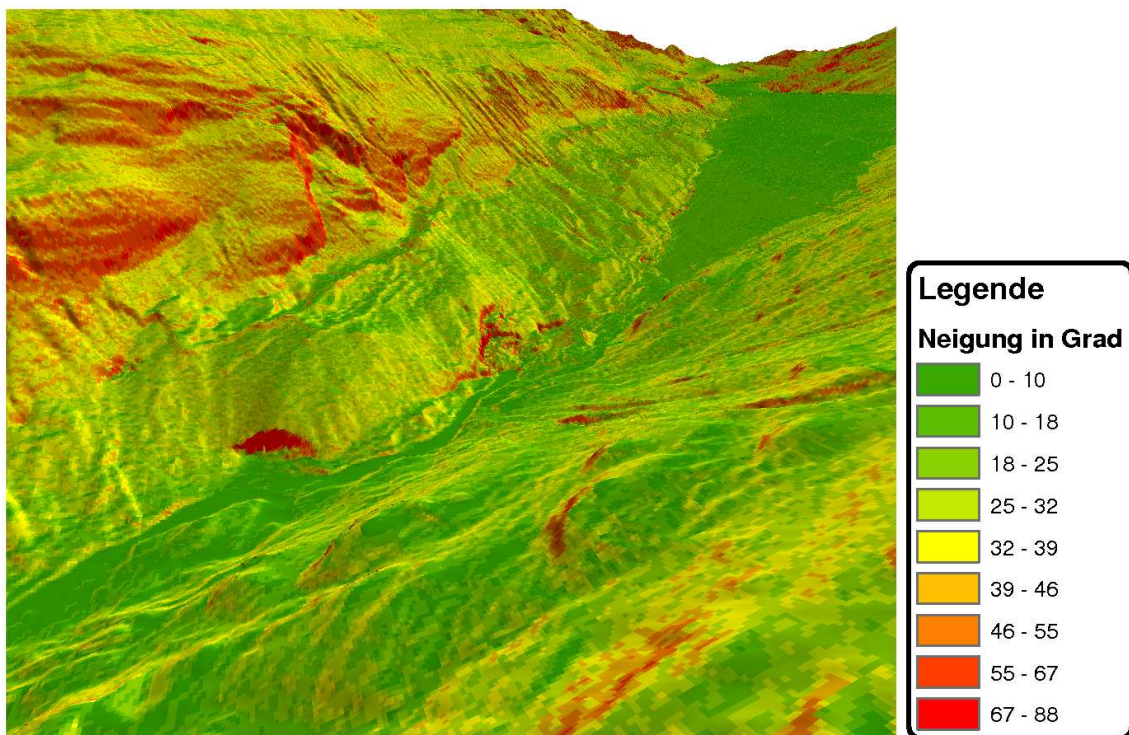 Legende
Neigung in Grad
0 - 10
10 - 18
18 - 25
25 - 32
32 - 39
39 - 46
46 - 55
55 - 67
67 - 88